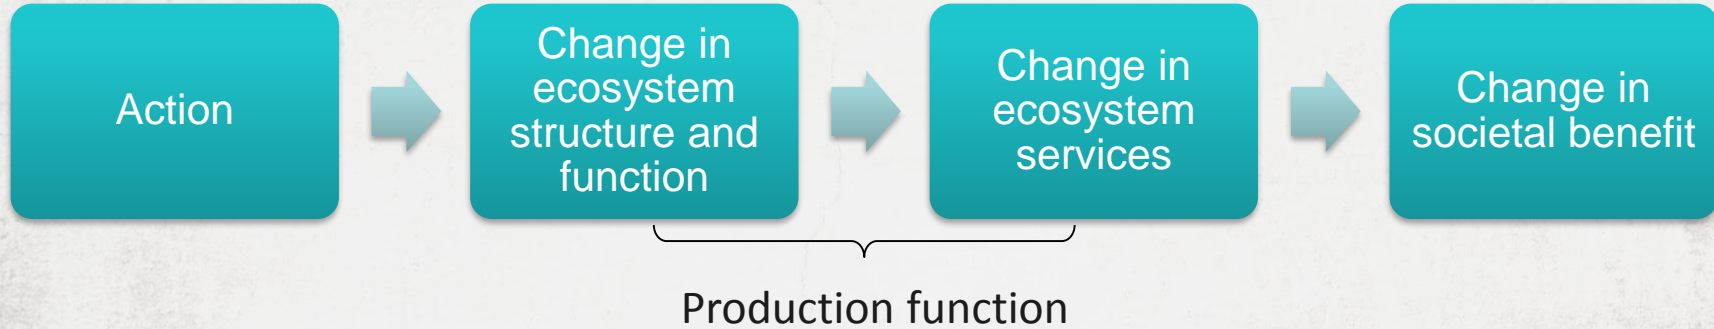 Action
Change in
ecosystem
structure and
function
Change in
ecosystem
services
Change in
societal benefit
Production function